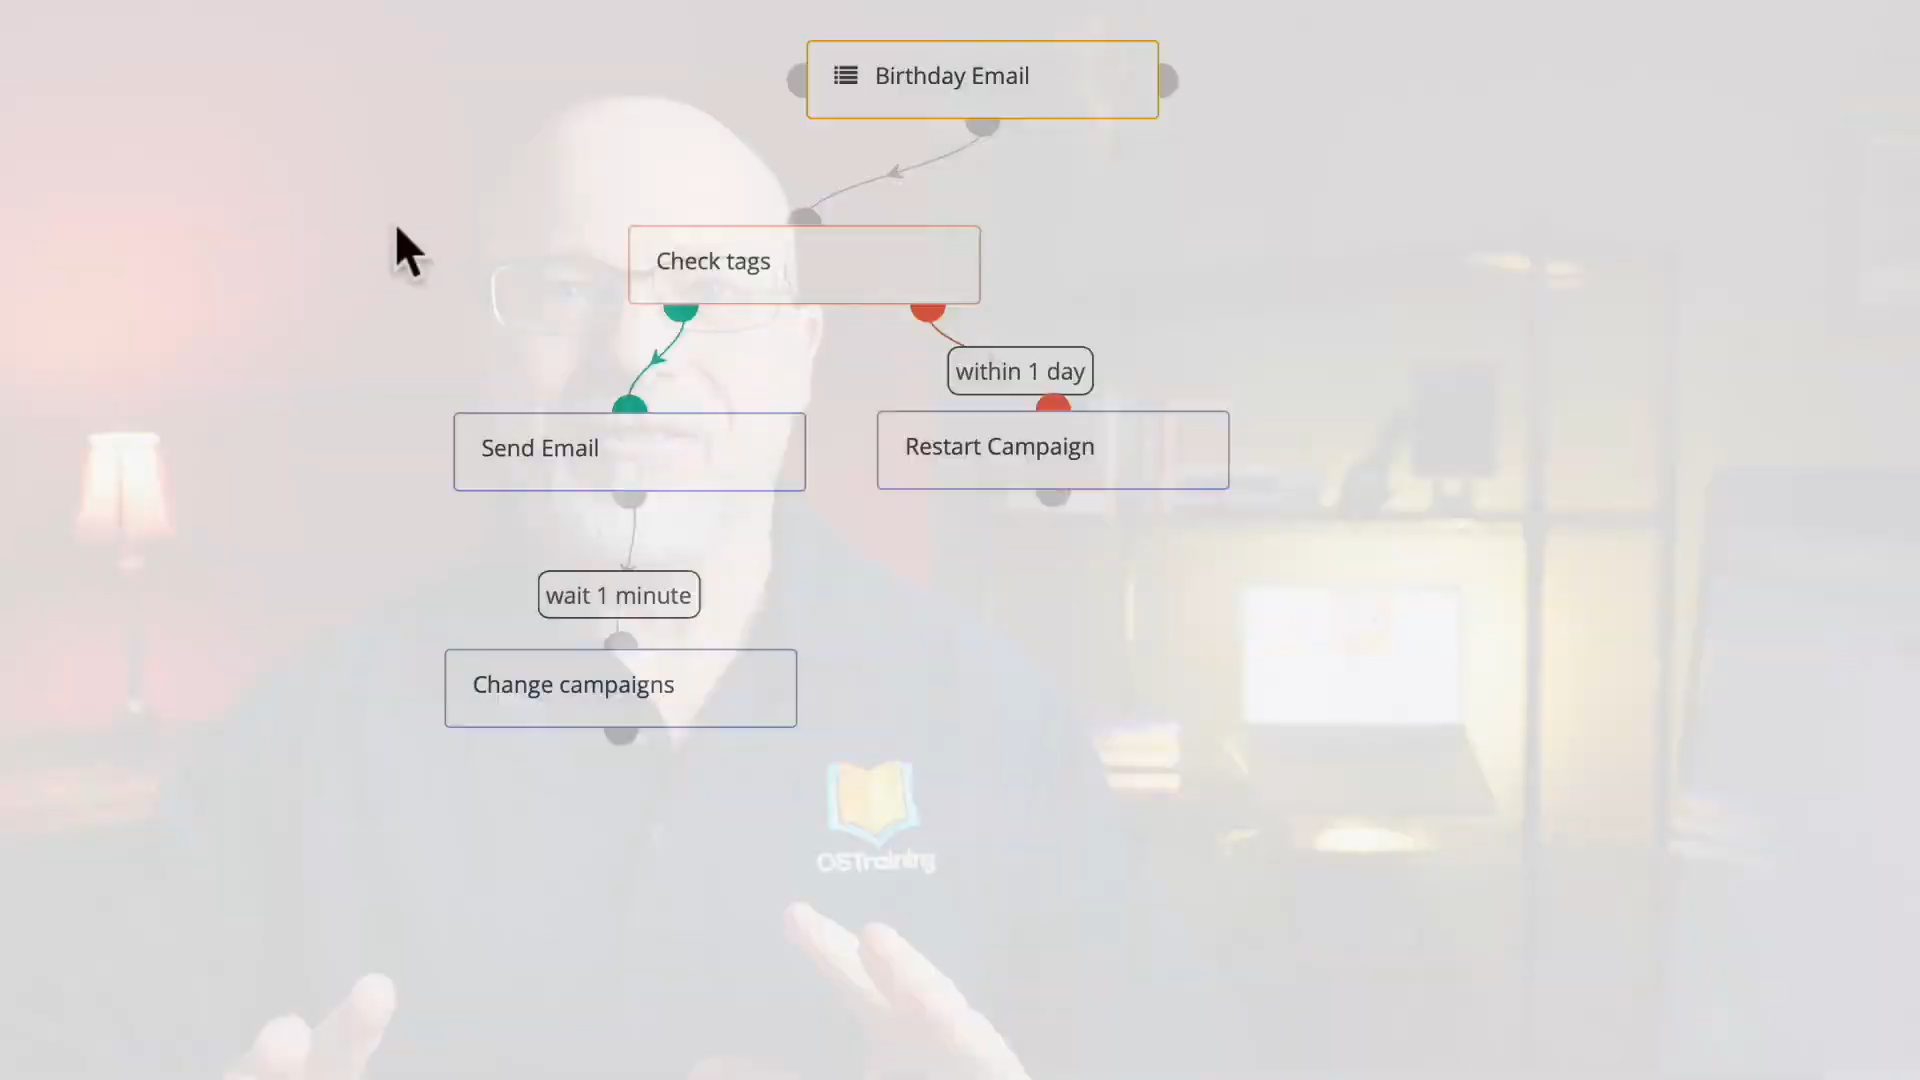 Birthday Email
Check tags
within 1 day
Send Email
Restart Campaign
wait 1 minute
Change campaigns
OSTraining